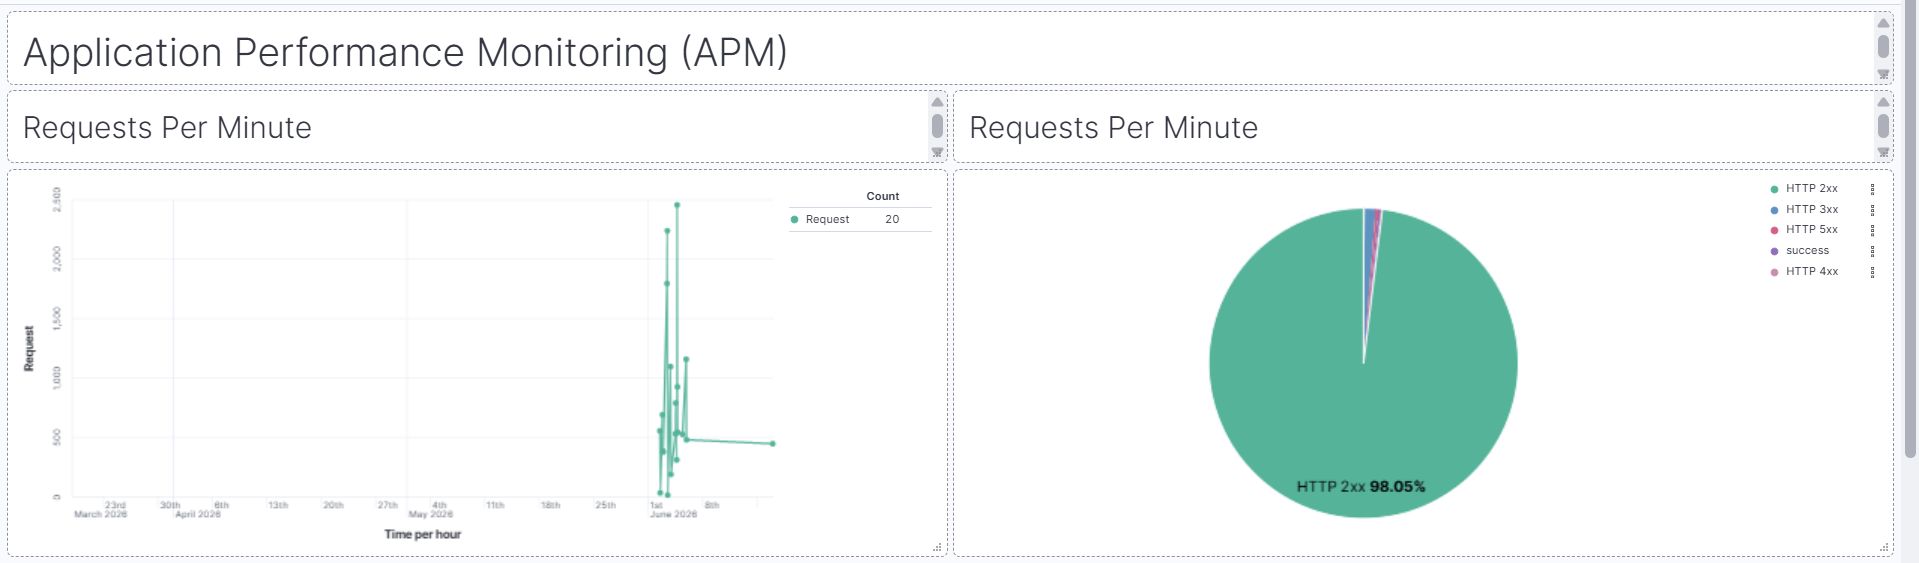 Application Performance Monitoring (APM)
Requests Per Minute
Requests Per Minute
2,500
2,000
1,500
1,000
500
0
Request
23rd
30th
6th
13th
20th
27th
4th
11th
18th
25th
1st
8th
March 2026
April 2026
May 2026
June 2026
Time per hour
Count
Request 20
HTTP 2xx 98.05%
HTTP 2xx
HTTP 3xx
HTTP 5xx
success
HTTP 4xx